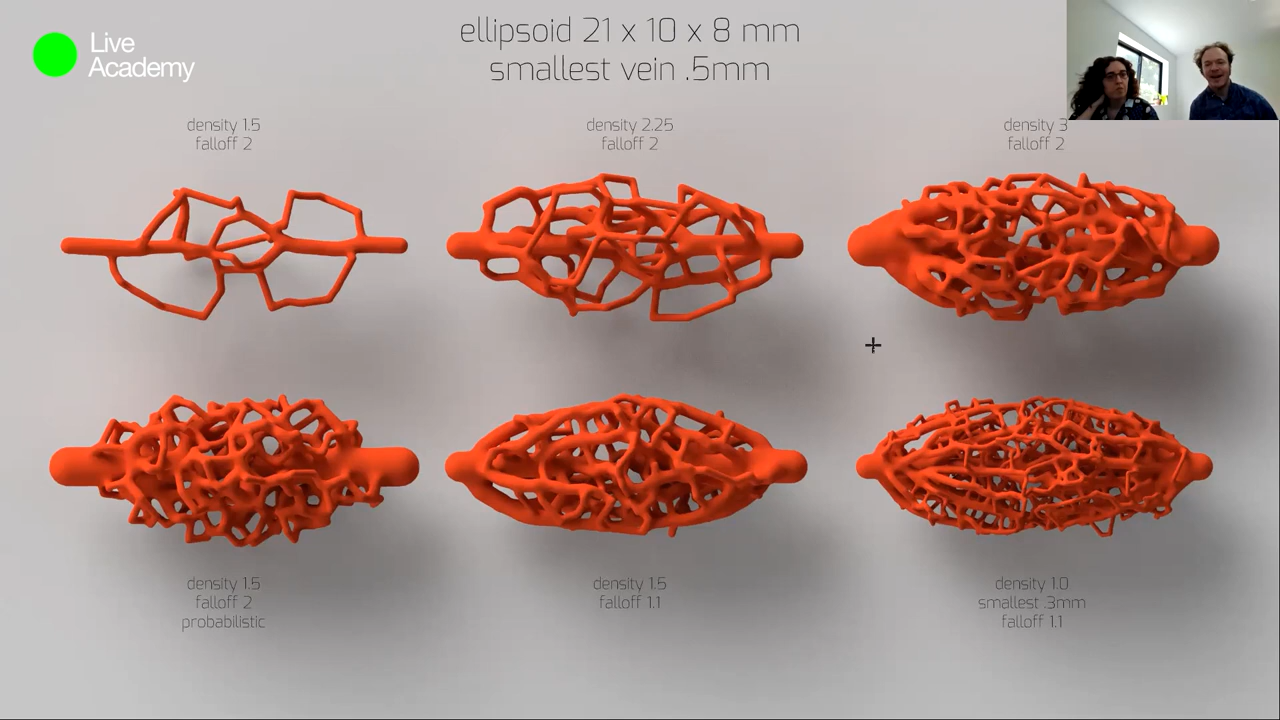 Live
Academy
ellipsoid 21 x 10 x 8 mm
smallest vein .5mm
density 1.5
falloff 2
density 2.25
falloff 2
density 3
falloff 2
density 1.5
falloff 2
probabilistic
density 1.5
falloff 1.1
density 1.0
smallest .3mm
falloff 1.1